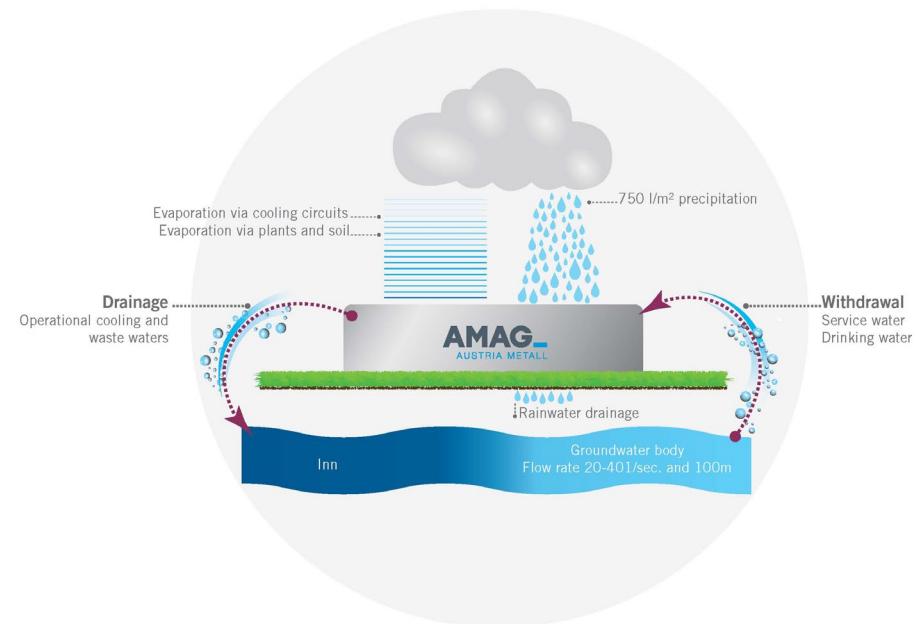 Evaporation via cooling circuits
Evaporation via plants and soil
750 l/m² precipitation
Drainage
Operational cooling and
waste waters
AMAG
AUSTRIA METALL
Withdrawal
Service water
Drinking water
Rainwater drainage
Inn
Groundwater body
Flow rate 20-401/sec. and 100m